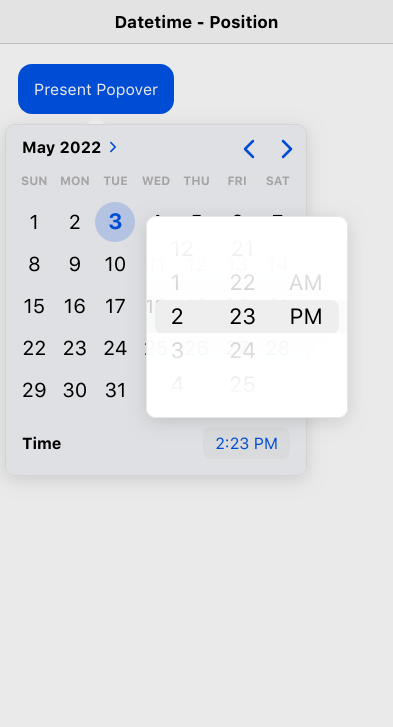 Datetime - Position
Present Popover
May 2022
SUN MON TUE WED THU FRI SAT
1 2 3
8 9 10
15 16 17
22 23 24
29 30 31
12 21
1 22 AM
2 23 PM
3 24
4 25
Time 2:23 PM